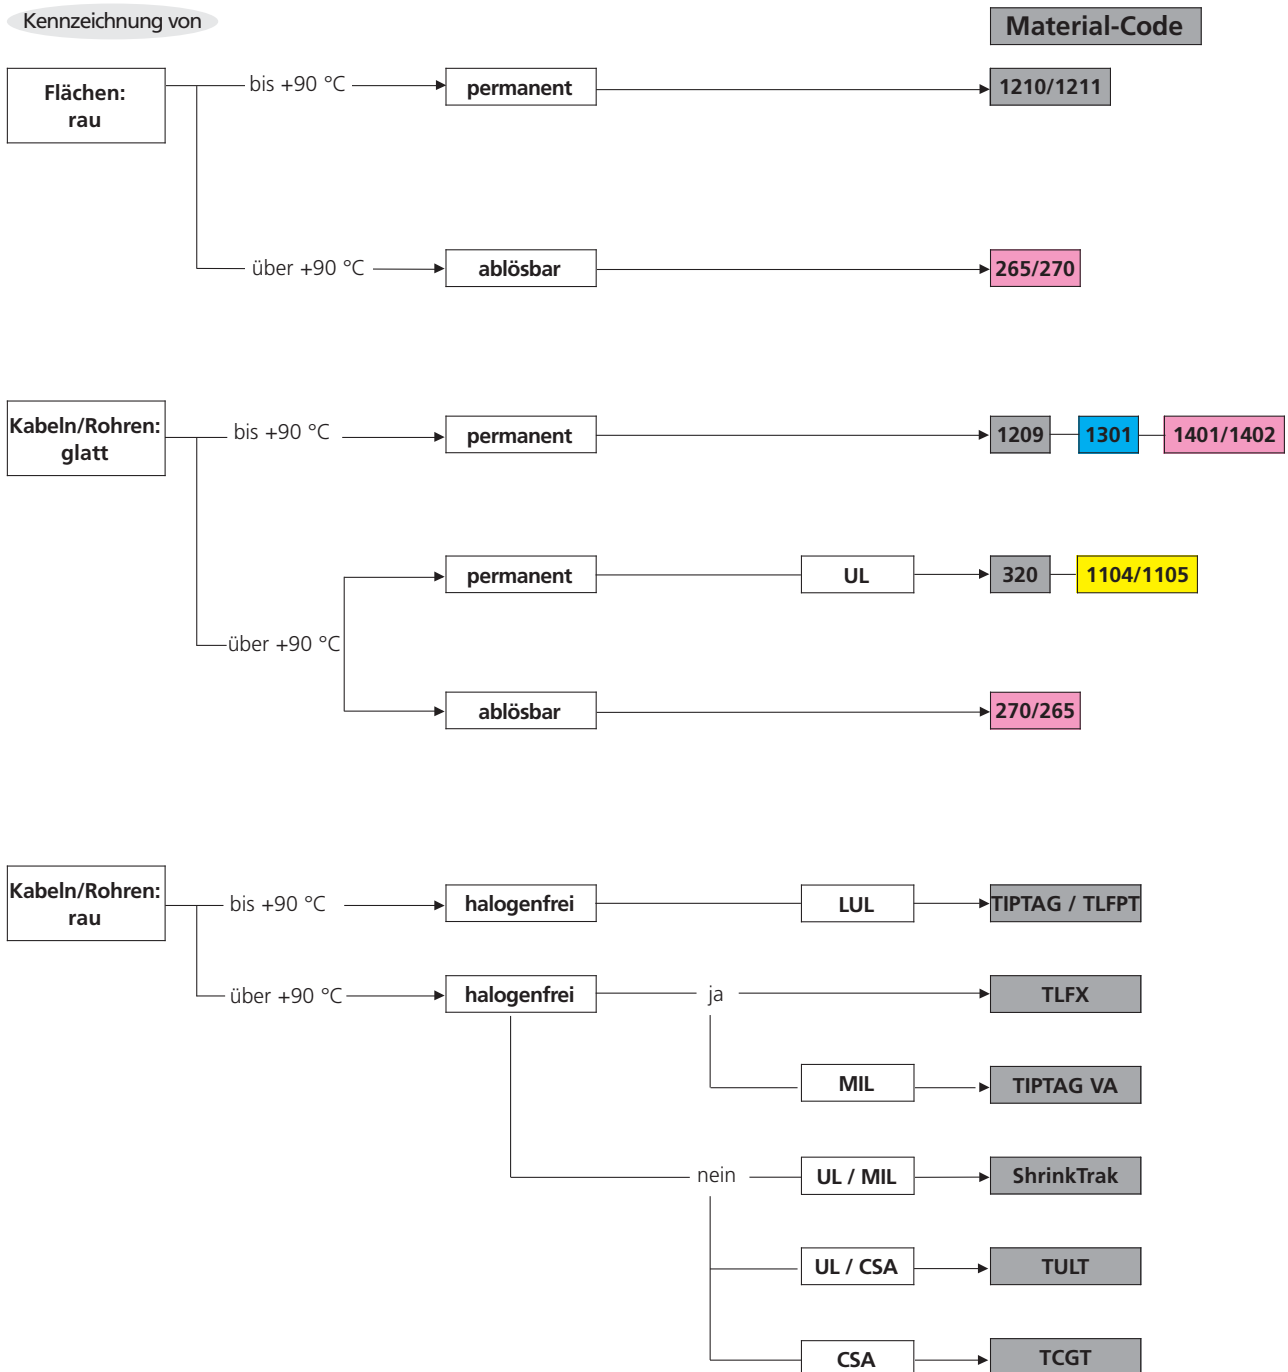 Kennzeichnung von
Material-Code
Flächen:
rau
bis +90 °C
permanent
1210/1211
über +90 °C
ablösbar
265/270
Kabeln/Rohren:
glatt
bis +90 °C
permanent
1209
1301
1401/1402
permanent
UL
320
1104/1105
über +90 °C
ablösbar
270/265
Kabeln/Rohren:
rau
bis +90 °C
halogenfrei
LUL
TIPTAG / TLFPT
über +90 °C
halogenfrei
ja
TLFX
MIL
TIPTAG VA
nein
UL / MIL
ShrinkTrak
UL / CSA
TULT
CSA
TCGT